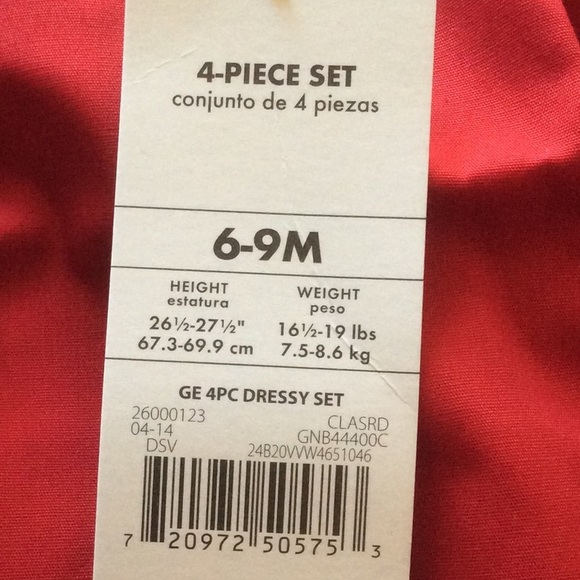 4-PIECE SET
conjunto de 4 piezas
6-9M
HEIGHT
estatura
26½-27½"
67.3-69.9 cm
WEIGHT
peso
16½-19 lbs
7.5-8.6 kg
GE 4PC DRESSY SET
26000123 CLASRD
04-14 GNB44400C
DSV 24B20VVW4651046
7 20972 50575 3